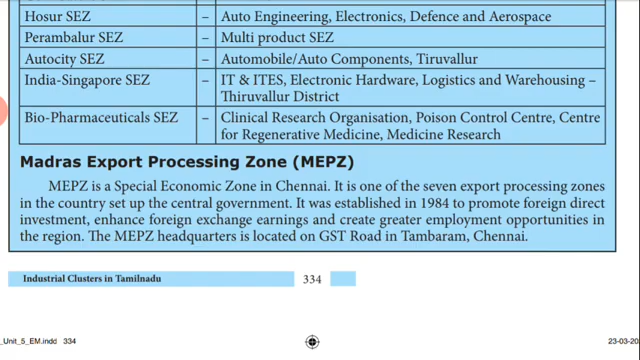 Hosur SEZ – Auto Engineering, Electronics, Defence and Aerospace
Perambalur SEZ – Multi product SEZ
Autocity SEZ – Automobile/Auto Components, Tiruvallur
India-Singapore SEZ – IT & ITES, Electronic Hardware, Logistics and Warehousing –
Thiruvallur District
Bio-Pharmaceuticals SEZ – Clinical Research Organisation, Poison Control Centre, Centre
for Regenerative Medicine, Medicine Research
Madras Export Processing Zone (MEPZ)
MEPZ is a Special Economic Zone in Chennai. It is one of the seven export processing zones
in the country set up the central government. It was established in 1984 to promote foreign direct
investment, enhance foreign exchange earnings and create greater employment opportunities in
the region. The MEPZ headquarters is located on GST Road in Tambaram, Chennai.
Industrial Clusters in Tamilnadu 334
_Unit_5_EM.indd 334 23-03-20